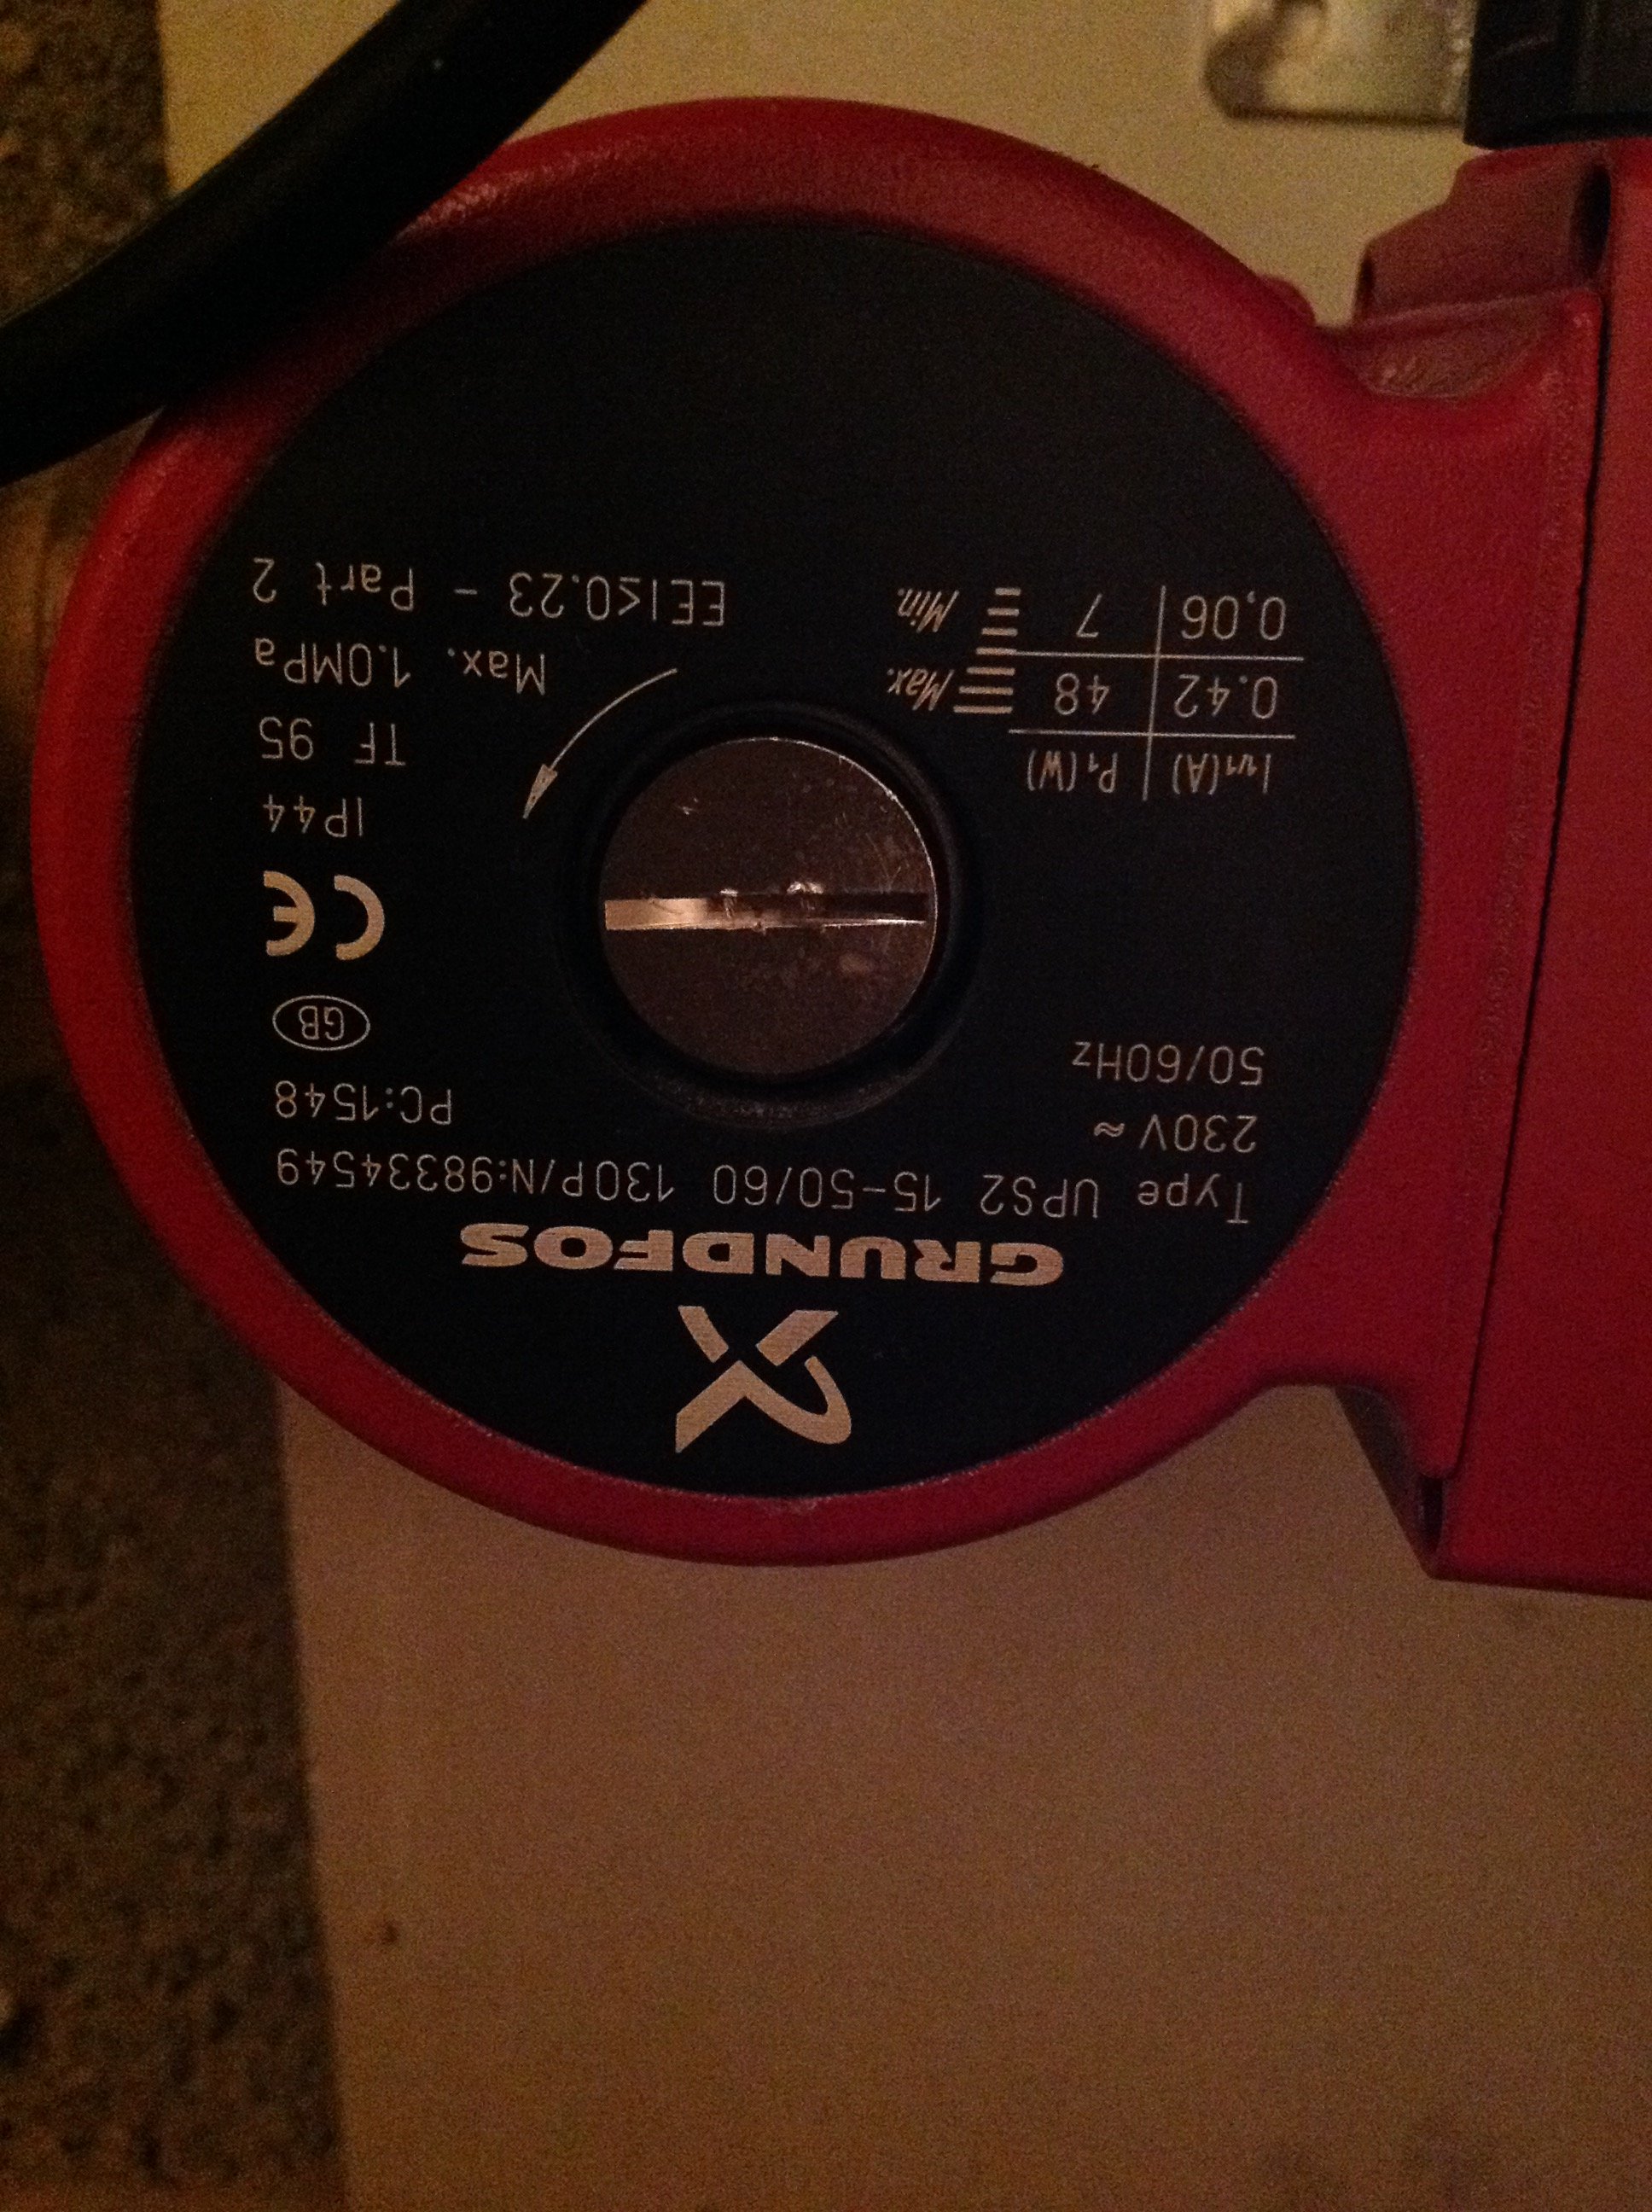 GRUNDFOS
Type UPS2 15-50/60 130 P/N:98334549
230V ~ PC:1548
50/60Hz GB
CE
I1/1(A) P1(W) IP44
0.42 48 Max. TF 95
0,06 7 Min. Max. 1.0MPa
EEI≤0.23 - Part 2